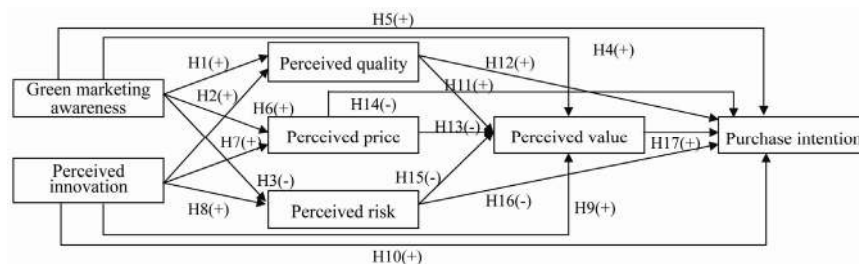 H5(+)
H4(+)
H1(+)
Perceived quality
H12(+)
Green marketing
awareness
H2(+)
H11(+)
H6(+)
H14(-)
H7(+)
Perceived price
H13(-)
Perceived value
H17(+)
Purchase intention
Perceived
innovation
H3(-)
H15(-)
H8(+)
Perceived risk
H16(-)
H9(+)
H10(+)